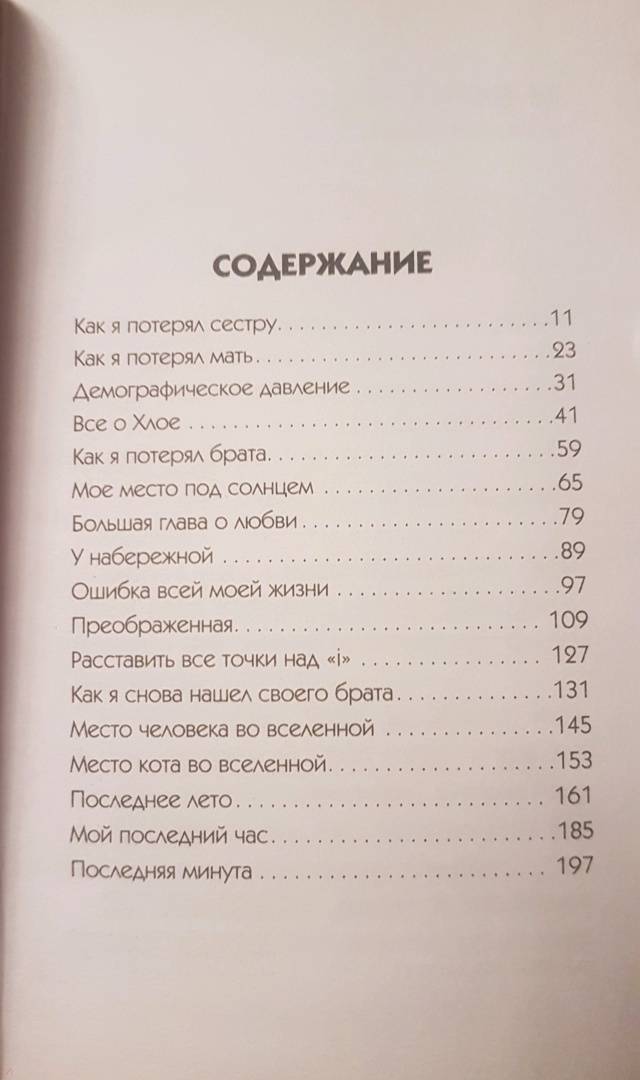 СОДЕРЖАНИЕ
Как я потерял сестру. . . . . . . . . . . . . . . . . . . . . . . . . .11
Как я потерял мать. . . . . . . . . . . . . . . . . . . . . . . . . . . .23
Демографическое давление . . . . . . . . . . . . . . . . . . .31
Все о Хлое . . . . . . . . . . . . . . . . . . . . . . . . . . . . . . . . . . .41
Как я потерял брата. . . . . . . . . . . . . . . . . . . . . . . . . . .59
Мое место под солнцем . . . . . . . . . . . . . . . . . . . . . .65
Большая глава о любви . . . . . . . . . . . . . . . . . . . . . . . .79
У набережной . . . . . . . . . . . . . . . . . . . . . . . . . . . . . . . .89
Ошибка всей моей жизни . . . . . . . . . . . . . . . . . . . . .97
Преображенная. . . . . . . . . . . . . . . . . . . . . . . . . . . . . . 109
Расставить все точки над «i» . . . . . . . . . . . . . . . . . 127
Как я снова нашел своего брата . . . . . . . . . . . . . . .131
Место человека во вселенной . . . . . . . . . . . . . . . .145
Место кота во вселенной. . . . . . . . . . . . . . . . . . . . . .153
Последнее лето . . . . . . . . . . . . . . . . . . . . . . . . . . . . . . 161
Мой последний час. . . . . . . . . . . . . . . . . . . . . . . . . . .185
Последняя минута . . . . . . . . . . . . . . . . . . . . . . . . . . . 197